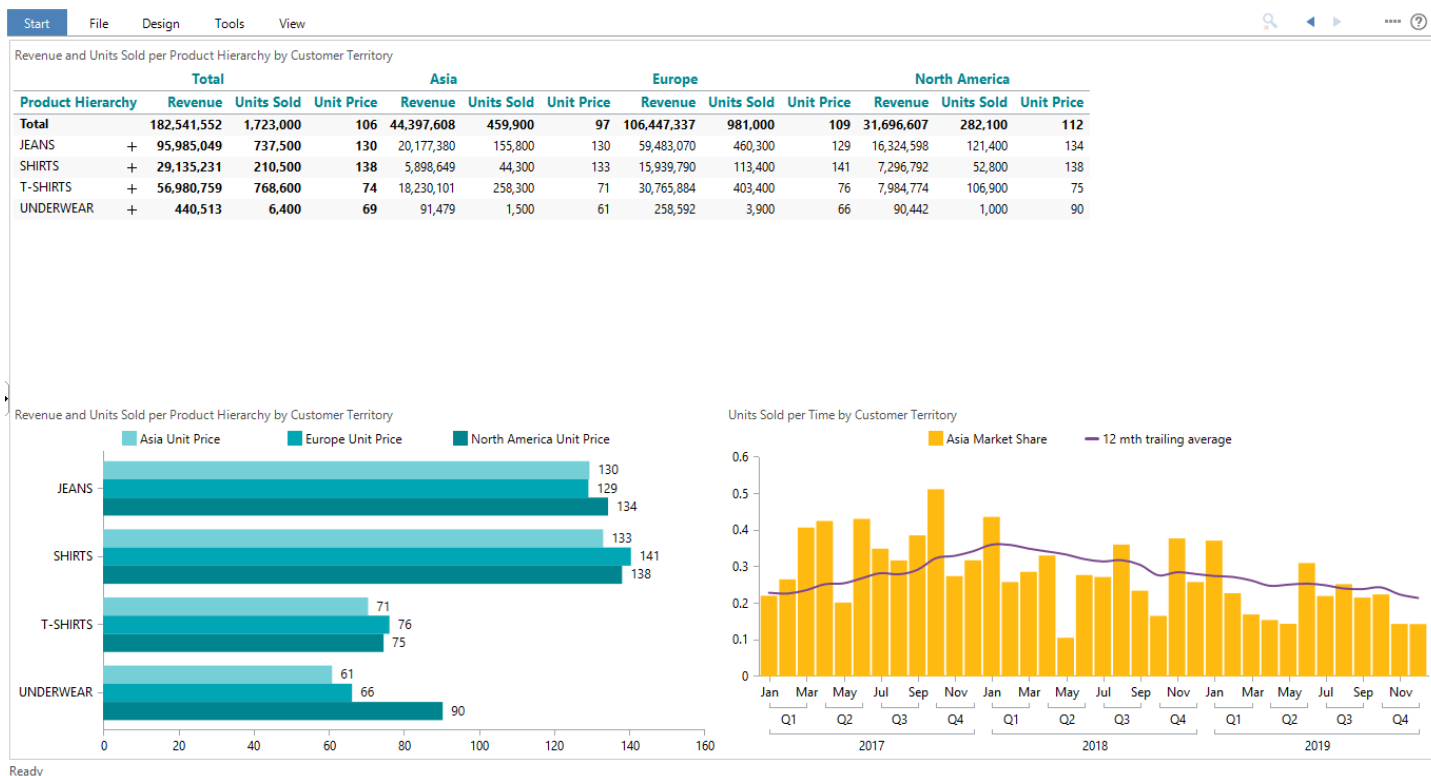 Start File Design Tools View
Revenue and Units Sold per Product Hierarchy by Customer Territory
Total Asia Europe North America
Product Hierarchy Revenue Units Sold Unit Price Revenue Units Sold Unit Price Revenue Units Sold Unit Price Revenue Units Sold Unit Price
Total 182,541,552 1,723,000 106 44,397,608 459,900 97 106,447,337 981,000 109 31,696,607 282,100 112
JEANS + 95,985,049 737,500 130 20,177,380 155,800 130 59,483,070 460,300 129 16,324,598 121,400 134
SHIRTS + 29,135,231 210,500 138 5,898,649 44,300 133 15,939,790 113,400 141 7,296,792 52,800 138
T-SHIRTS + 56,980,759 768,600 74 18,230,101 258,300 71 30,765,884 403,400 76 7,984,774 106,900 75
UNDERWEAR + 440,513 6,400 69 91,479 1,500 61 258,592 3,900 66 90,442 1,000 90
Revenue and Units Sold per Product Hierarchy by Customer Territory
Asia Unit Price Europe Unit Price North America Unit Price
130
JEANS 129
134
133
SHIRTS 141
138
71
T-SHIRTS 76
75
61
UNDERWEAR 66
90
0 20 40 60 80 100 120 140 160
Units Sold per Time by Customer Territory
Asia Market Share 12 mth trailing average
0.6
0.5
0.4
0.3
0.2
0.1
0
Jan Mar May Jul Sep Nov Jan Mar May Jul Sep Nov Jan Mar May Jul Sep Nov
Q1 Q2 Q3 Q4 Q1 Q2 Q3 Q4 Q1 Q2 Q3 Q4
2017 2018 2019
Ready